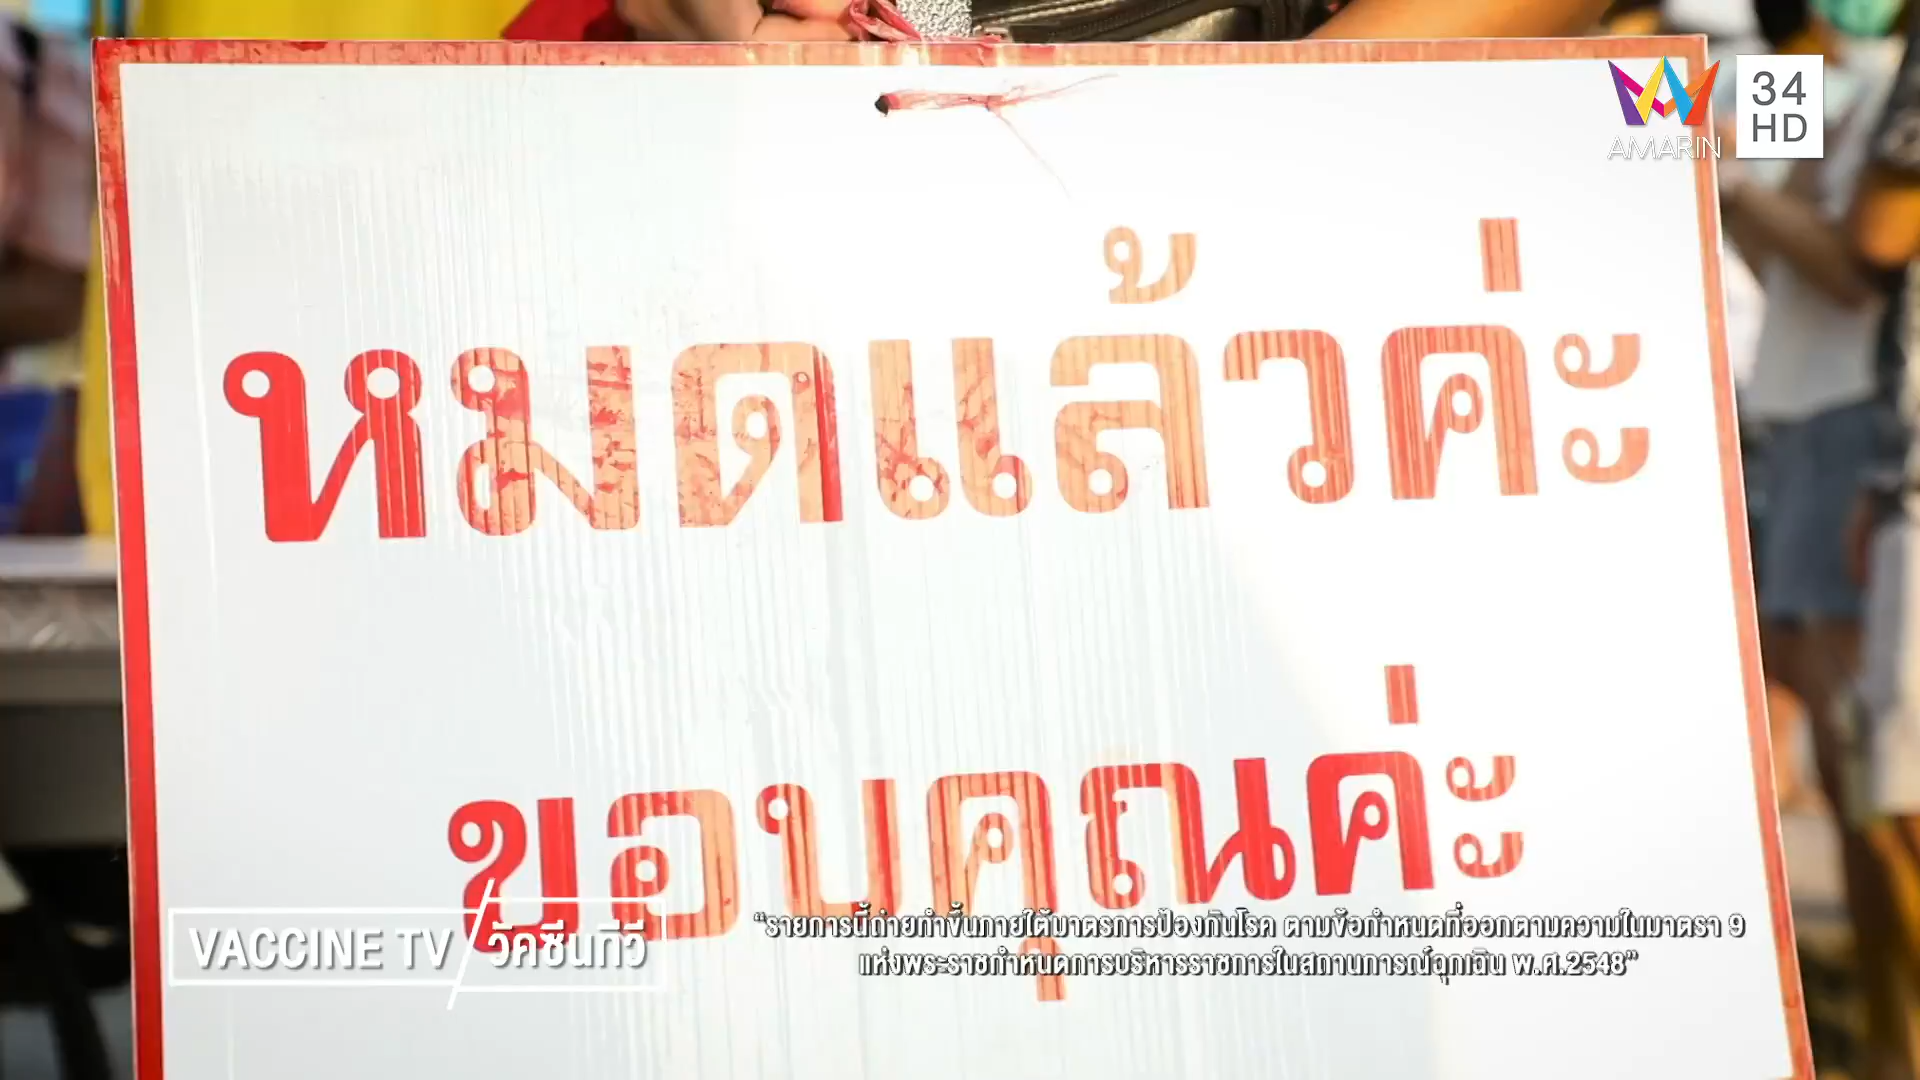 AMARIN
34
HD
หมดแล้วค่ะ
ขอบคุณค่ะ
VACCINE TV วัคซีนทีวี
“รายการนี้ถ่ายทำขึ้นภายใต้มาตรการป้องกันโรค ตามข้อกำหนดที่ออกตามความในมาตรา 9
แห่งพระราชกำหนดการบริหารราชการในสถานการณ์ฉุกเฉิน พ.ศ.2548”